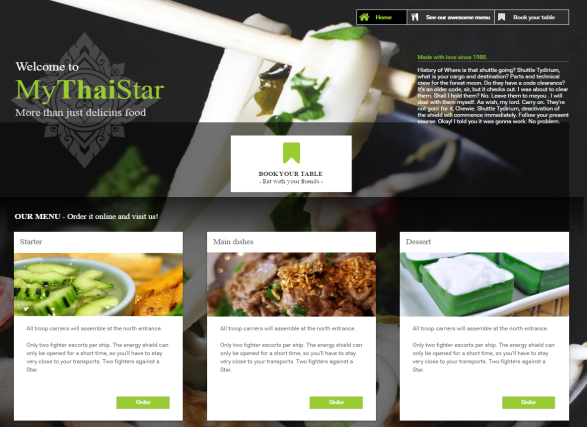 Home
See our awesome menu
Book your table
Welcome to
MyThaiStar
More than just delicius food
Made with love since 1988.
History of Where is that shuttle going? Shuttle Tydirium,
what is your cargo and destination? Parts and technical
crew for the forest moon. Do they have a code clearance?
It's an older code, sir, but it checks out. I was about to clear
them. Shall I hold them? No. Leave them to meyou . I will
deal with them myself. As wish, my lord. Carry on. They're
not goin' for it, Chewie. Shuttle Tydirium, deactivation of
the shield will commence immediately. Follow your present
course. Okay! I told you it was gonna work. No problem.
BOOK YOUR TABLE
- Eat with your friends -
OUR MENU - Order it online and visit us!
Starter
All troop carriers will assemble at the north entrance.
Only two fighter escorts per ship. The energy shield can
only be opened for a short time, so you'll have to stay
very close to your transports. Two fighters against a
Star.
Order
Main dishes
All troop carriers will assemble at the north entrance.
Only two fighter escorts per ship. The energy shield can
only be opened for a short time, so you'll have to stay
very close to your transports. Two fighters against a
Star.
Order
Dessert
All troop carriers will assemble at the north entrance.
Only two fighter escorts per ship. The energy shield can
only be opened for a short time, so you'll have to stay
very close to your transports. Two fighters against a
Star.
Order